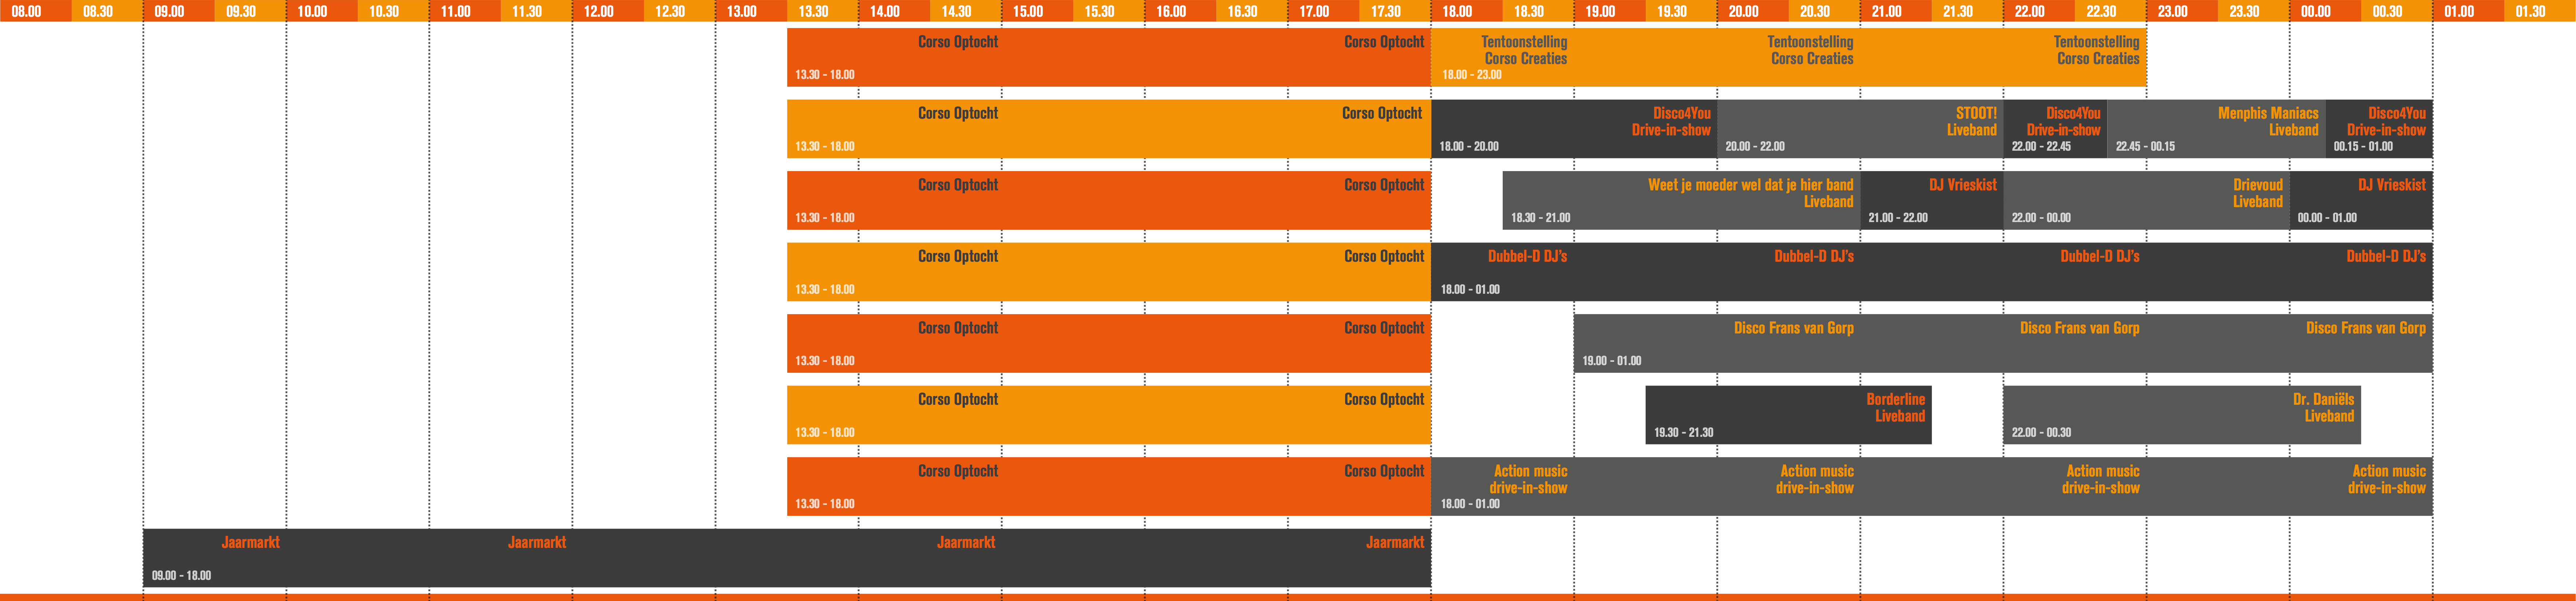 08.00 08.30 09.00 09.30 10.00 10.30 11.00 11.30 12.00 12.30 13.00 13.30 14.00 14.30 15.00 15.30 16.00 16.30 17.00 17.30 18.00 18.30 19.00 19.30 20.00 20.30 21.00 21.30 22.00 22.30 23.00 23.30 00.00 00.30 01.00 01.30
Corso Optocht Corso Optocht Tentoonstelling Tentoonstelling Tentoonstelling
Corso Creaties Corso Creaties Corso Creaties
13.30 - 18.00 18.00 - 23.00
Corso Optocht Corso Optocht Disco4You STOOT! Disco4You Menphis Maniacs Disco4You
Drive-in-show Liveband Drive-in-show Liveband Drive-in-show
13.30 - 18.00 18.00 - 20.00 20.00 - 22.00 22.00 - 22.45 22.45 - 00.15 00.15 - 01.00
Corso Optocht Corso Optocht Weet je moeder wel dat je hier band DJ Vrieskist Drievoud DJ Vrieskist
Liveband Liveband
13.30 - 18.00 18.30 - 21.00 21.00 - 22.00 22.00 - 00.00 00.00 - 01.00
Corso Optocht Corso Optocht Dubbel-D DJ's Dubbel-D DJ's Dubbel-D DJ's Dubbel-D DJ's
13.30 - 18.00 18.00 - 01.00
Corso Optocht Corso Optocht Disco Frans van Gorp Disco Frans van Gorp Disco Frans van Gorp
13.30 - 18.00 19.00 - 01.00
Corso Optocht Corso Optocht Borderline Dr. Daniëls
Liveband Liveband
13.30 - 18.00 19.30 - 21.30 22.00 - 00.30
Corso Optocht Corso Optocht Action music Action music Action music Action music
drive-in-show drive-in-show drive-in-show drive-in-show
13.30 - 18.00 18.00 - 01.00
Jaarmarkt Jaarmarkt Jaarmarkt Jaarmarkt
09.00 - 18.00